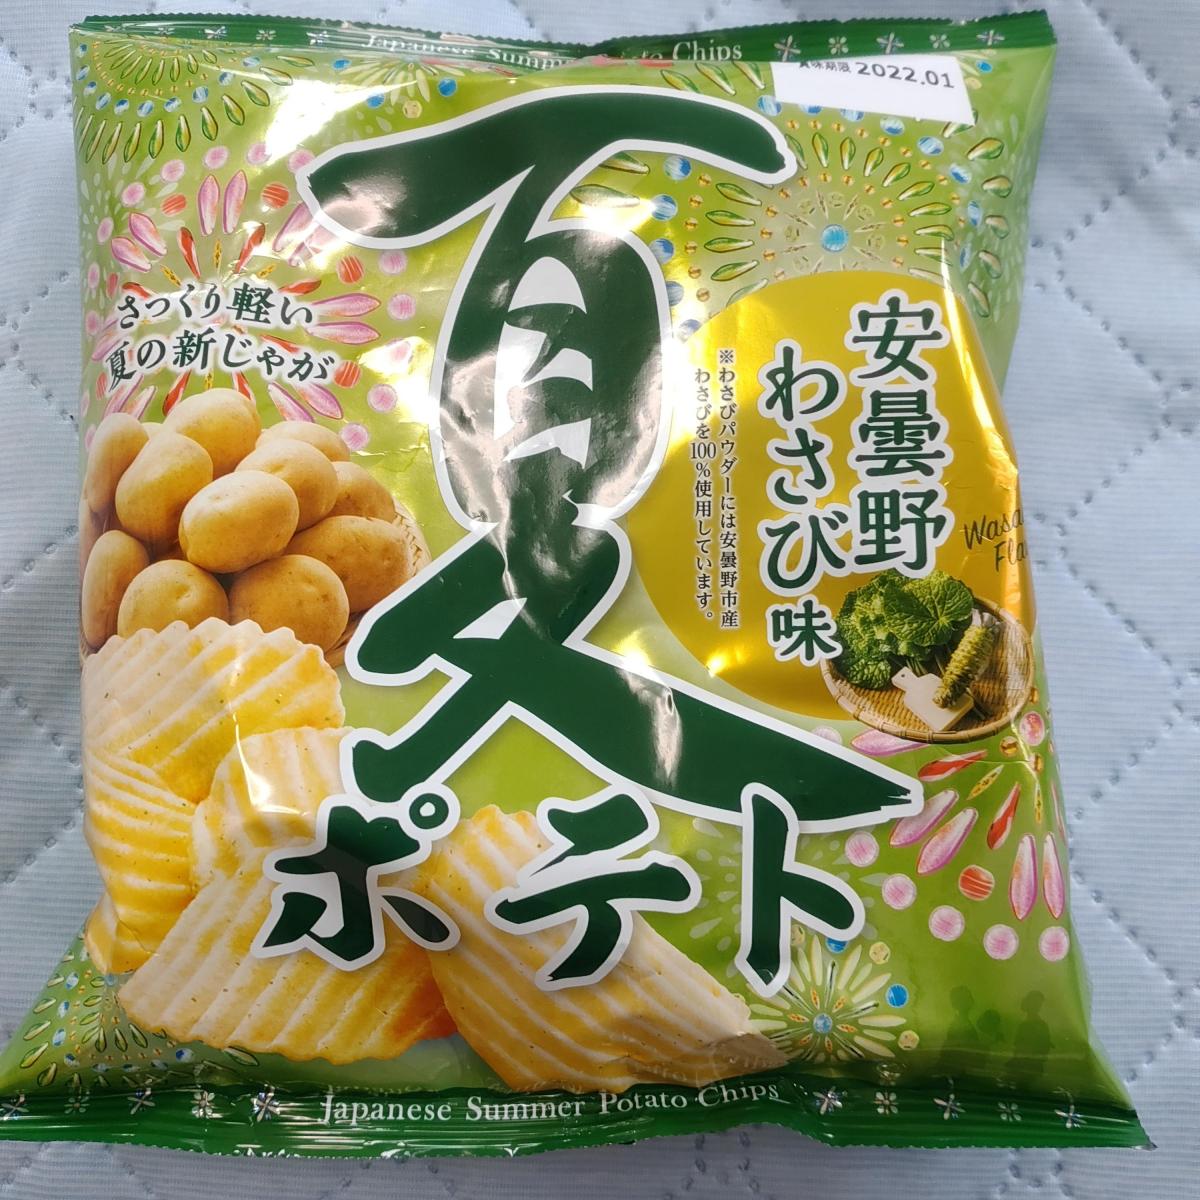 Japanese Summer Potato Chips
賞味期限 2022.01
さっくり軽い
夏の新じゃが
夏
ポテト
安曇野
わさび味
※わさびパウダーには安曇野市産
わさびを100%使用しています。
Japanese Summer Potato Chips